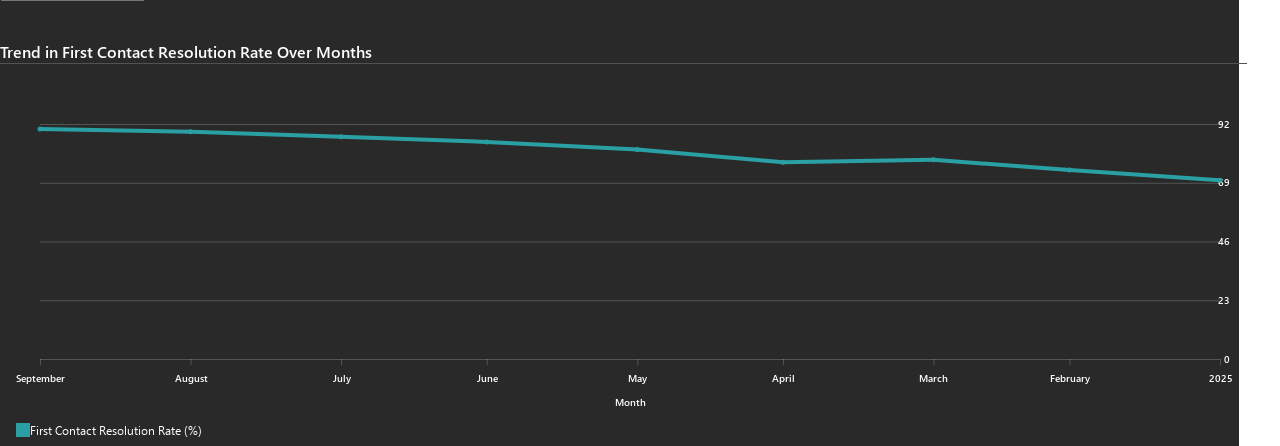 Trend in First Contact Resolution Rate Over Months
92
69
46
23
0
September August July June May April March February 2025
Month
First Contact Resolution Rate (%)